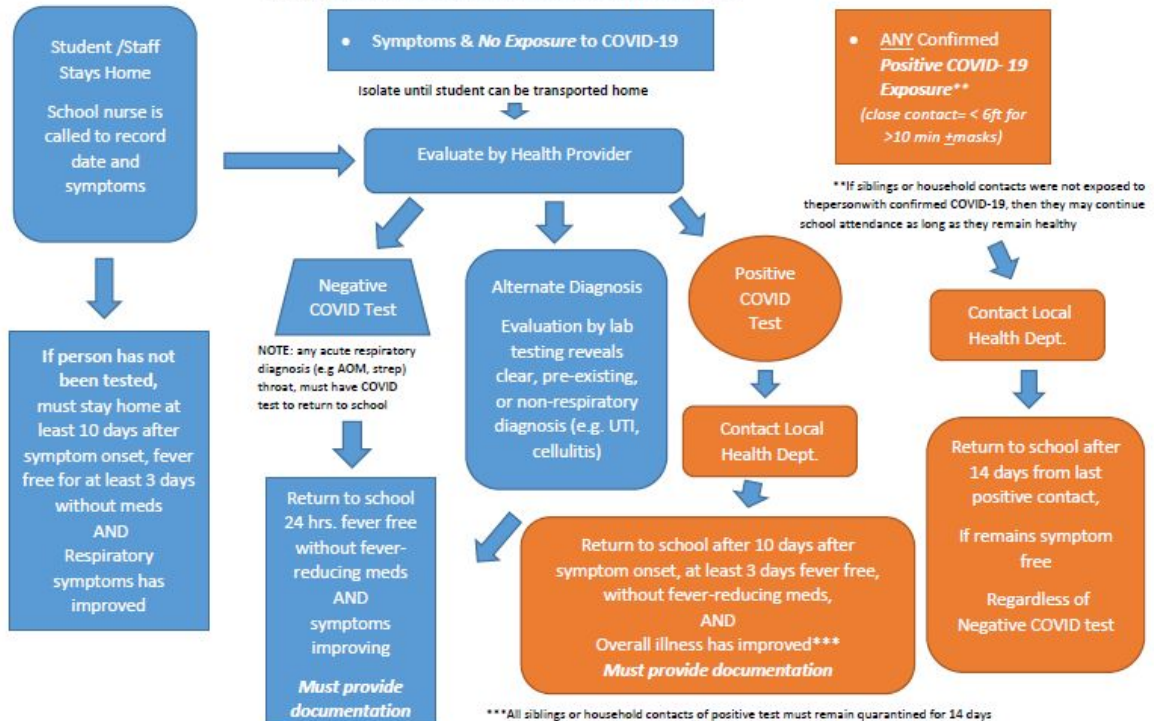 Student /Staff
Stays Home
School nurse is
called to record
date and
symptoms
• Symptoms & No Exposure to COVID-19
Isolate until student can be transported home
Evaluate by Health Provider
• ANY Confirmed
Positive COVID- 19
Exposure**
(close contact= < 6ft for
>10 min ±masks)
**If siblings or household contacts were not exposed to
thepersonwith confirmed COVID-19, then they may continue
school attendance as long as they remain healthy
If person has not
been tested,
must stay home at
least 10 days after
symptom onset, fever
free for at least 3 days
without meds
AND
Respiratory
symptoms has
improved
Negative
COVID Test
NOTE: any acute respiratory
diagnosis (e.g AOM, strep)
throat, must have COVID
test to return to school
Return to school
24 hrs. fever free
without fever-
reducing meds
AND
symptoms
improving
Must provide
documentation
Alternate Diagnosis
Evaluation by lab
testing reveals
clear, pre-existing,
or non-respiratory
diagnosis (e.g. UTI,
cellulitis)
Positive
COVID
Test
Contact Local
Health Dept.
Return to school after 10 days after
symptom onset, at least 3 days fever free,
without fever-reducing meds,
AND
Overall illness has improved***
Must provide documentation
Contact Local
Health Dept.
Return to school after
14 days from last
positive contact,
If remains symptom
free
Regardless of
Negative COVID test
***All siblings or household contacts of positive test must remain quarantined for 14 days